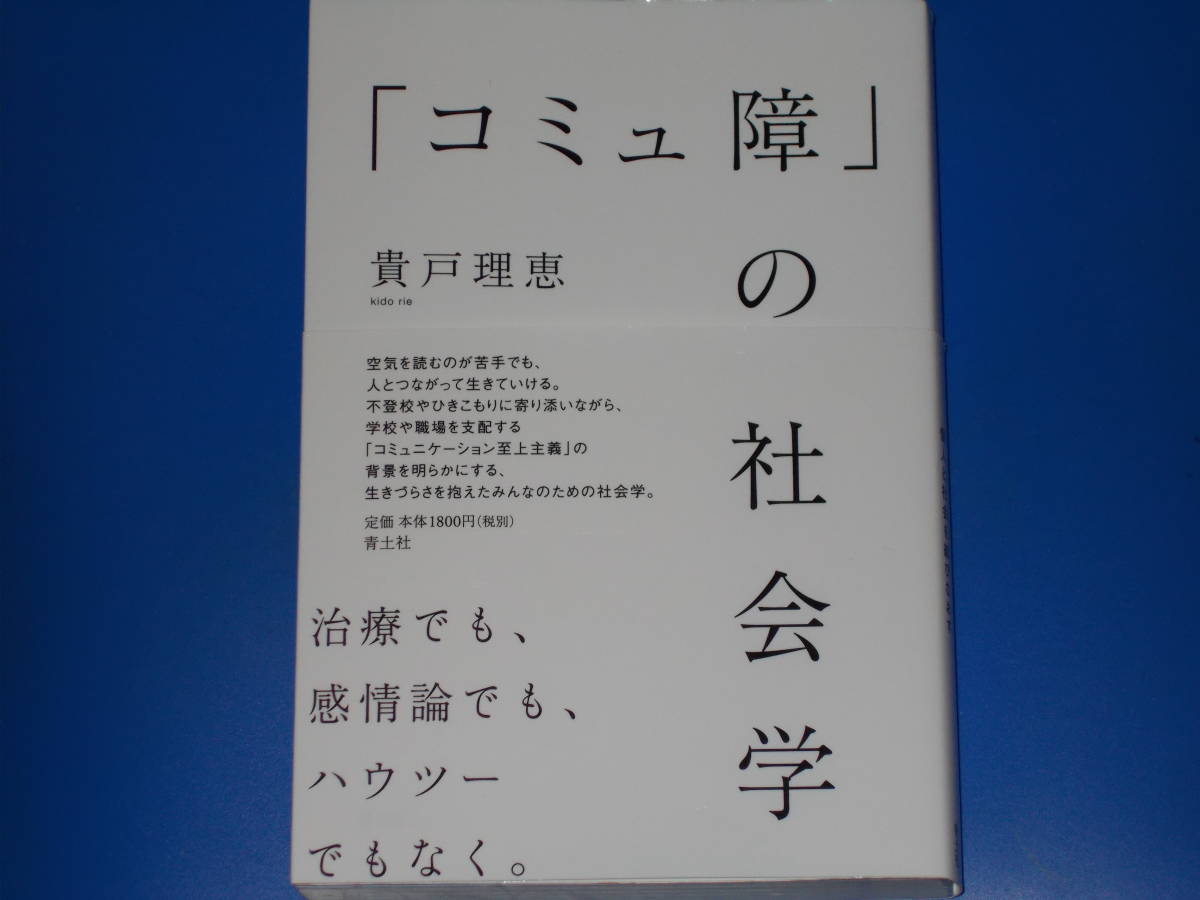 「コミュ障」の社会学
貴戸理恵
kido rie
空気を読むのが苦手でも、
人とつながって生きていける。
不登校やひきこもりに寄り添いながら、
学校や職場を支配する
「コミュニケーション至上主義」の
背景を明らかにする、
生きづらさを抱えたみんなのための社会学。
定価 本体1800円(税別)
青土社
治療でも、
感情論でも、
ハウツー
でもなく。